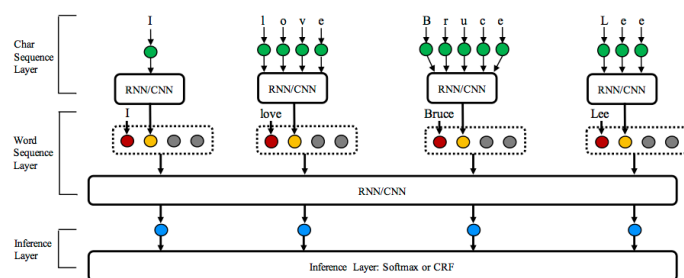 I l o v e B r u c e L e e
Char
Sequence
Layer
RNN/CNN RNN/CNN RNN/CNN RNN/CNN
I love Bruce Lee
Word
Sequence
Layer
RNN/CNN
Inference
Layer
Inference Layer: Softmax or CRF